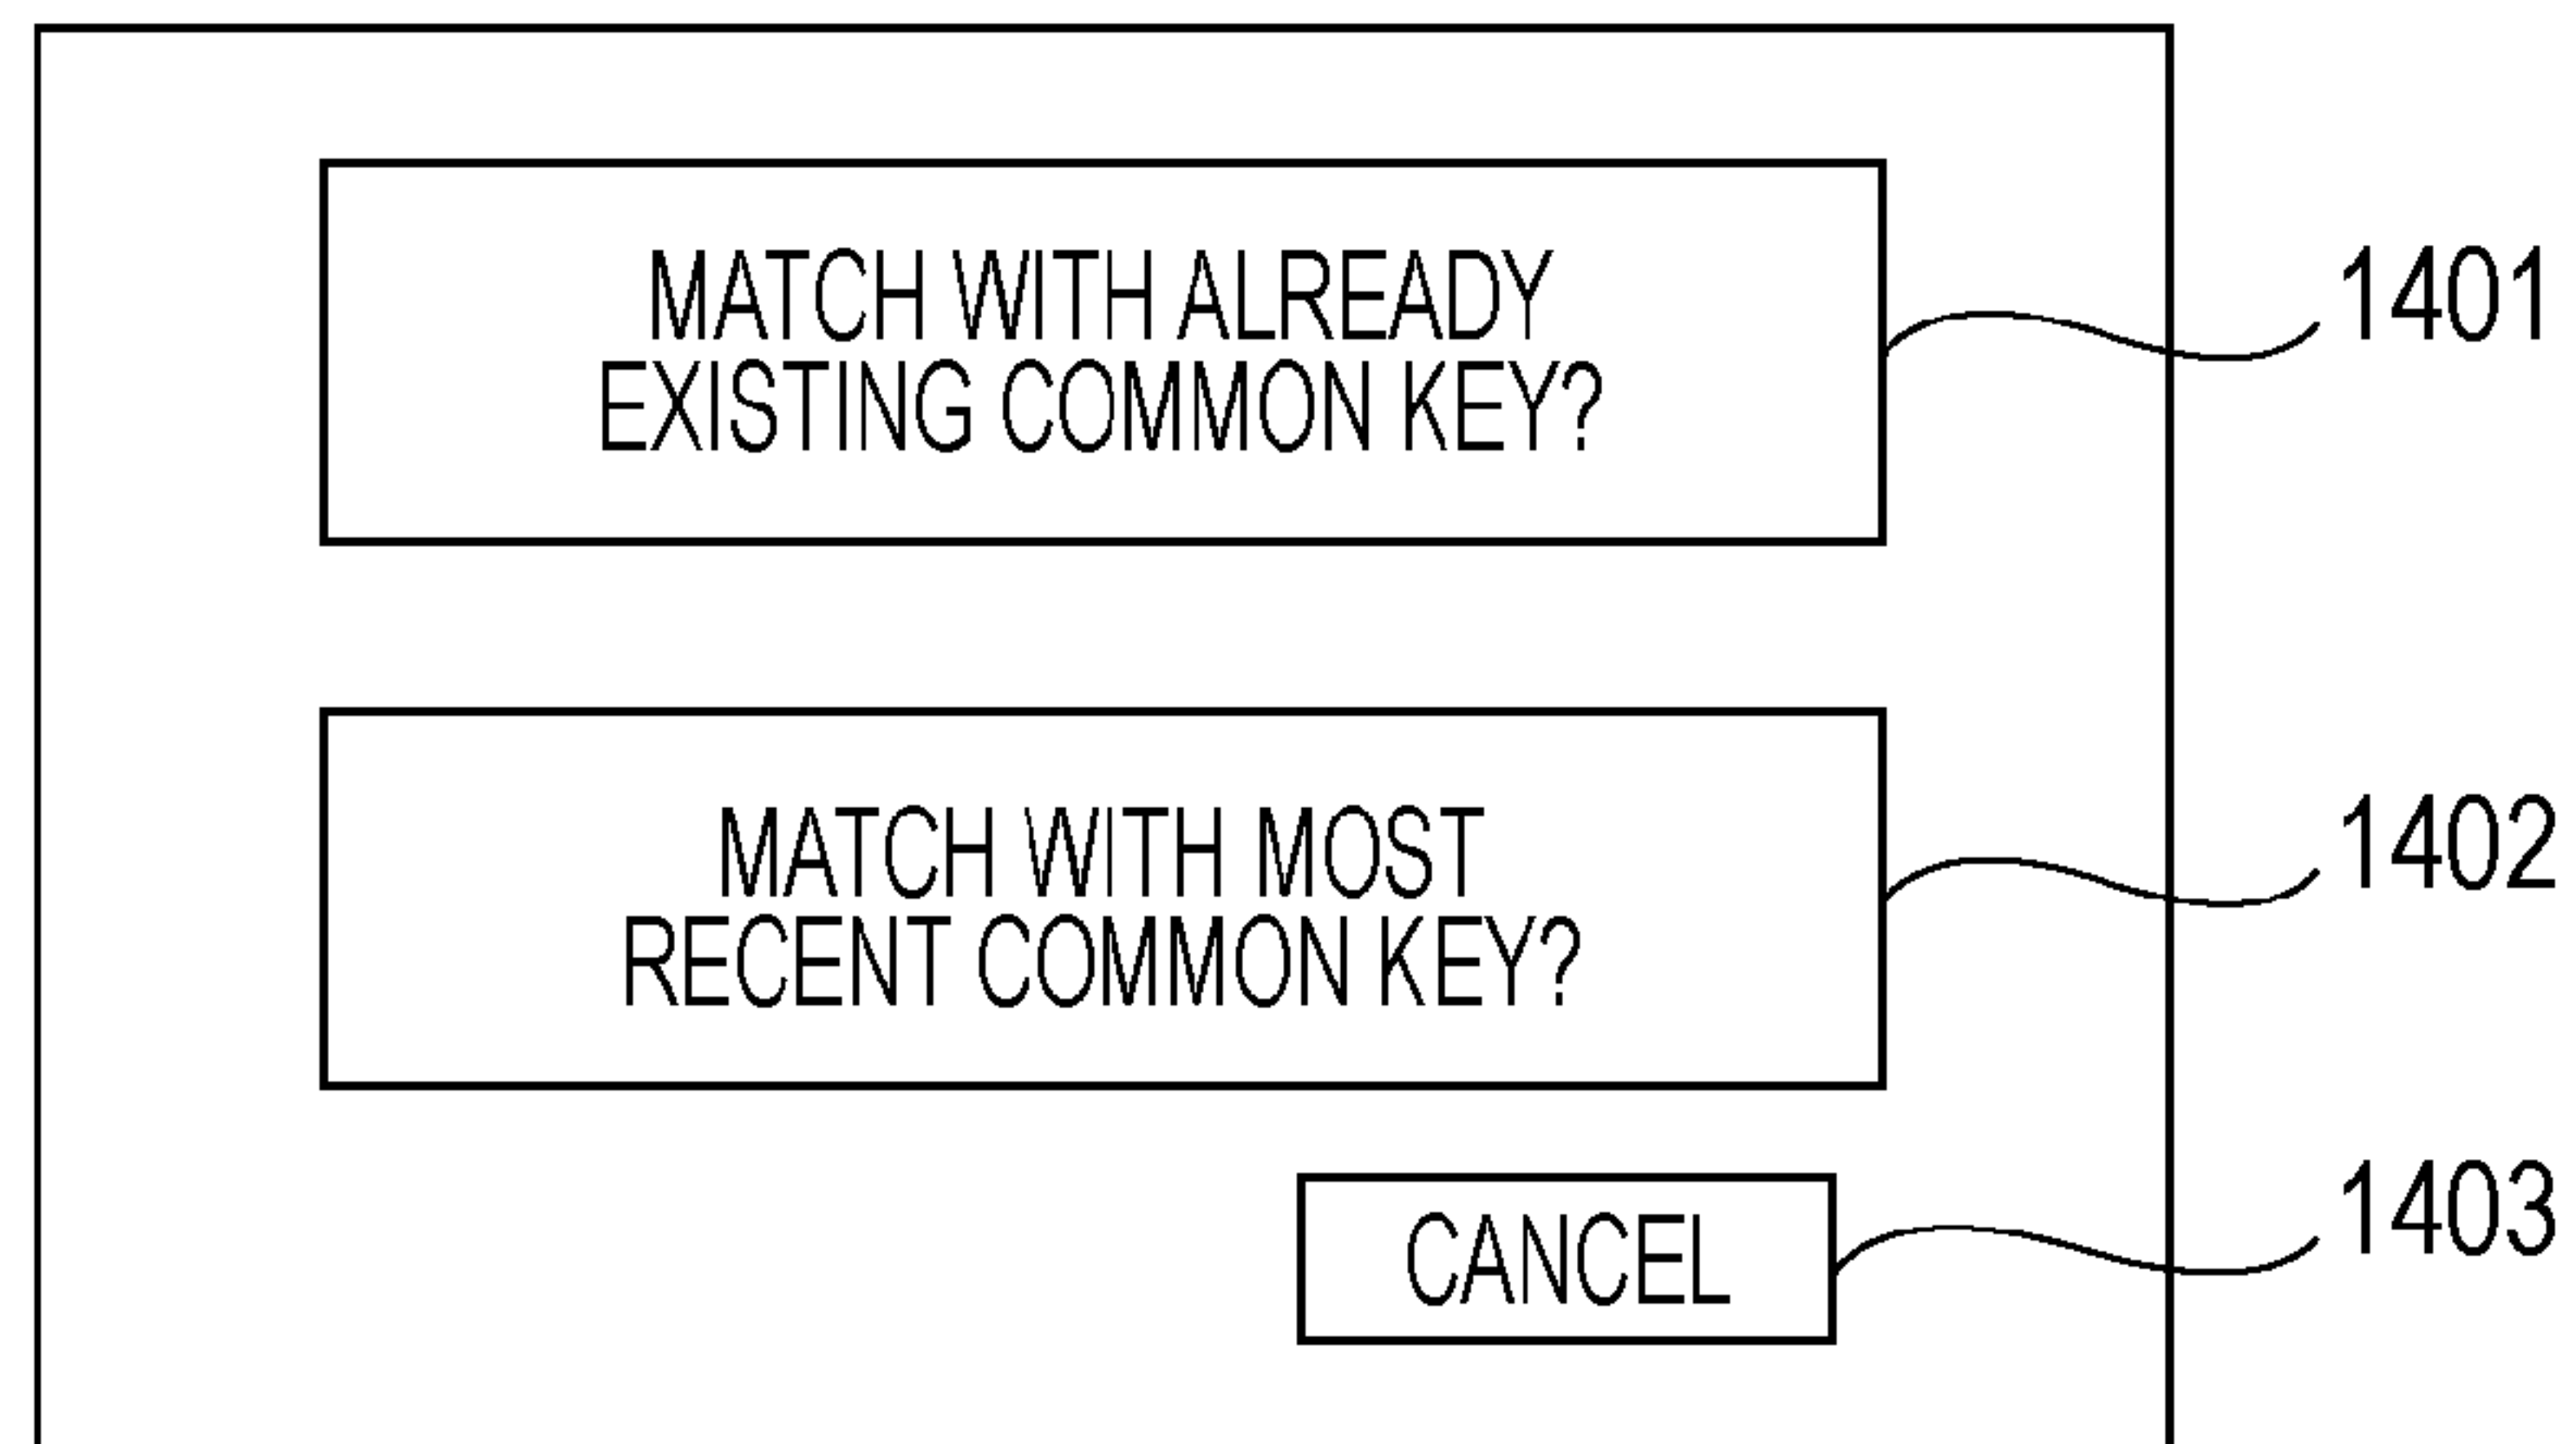 MATCH WITH ALREADY
EXISTING COMMON KEY?
1401
MATCH WITH MOST
RECENT COMMON KEY?
1402
CANCEL
1403